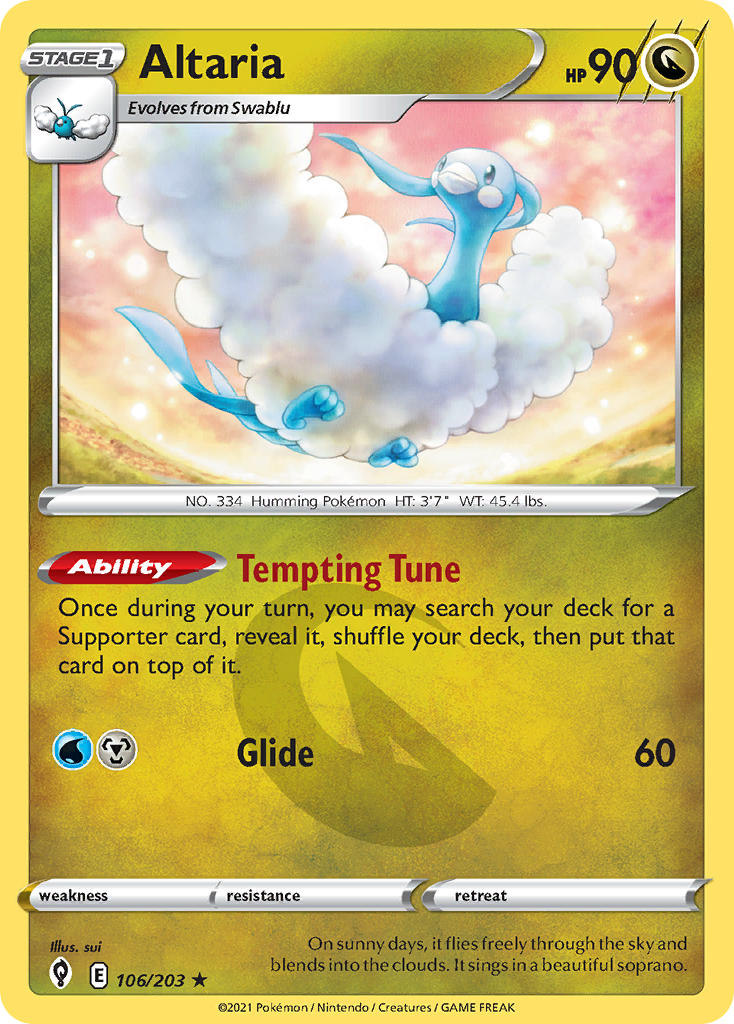 STAGE1
Altaria
HP 90
Evolves from Swablu
NO. 334 Humming Pokémon HT: 3'7" WT: 45.4 lbs.
Ability Tempting Tune
Once during your turn, you may search your deck for a
Supporter card, reveal it, shuffle your deck, then put that
card on top of it.
Glide 60
weakness resistance retreat
Illus. sui
On sunny days, it flies freely through the sky and
blends into the clouds. It sings in a beautiful soprano.
E 106/203 ★
©2021 Pokémon / Nintendo / Creatures / GAME FREAK